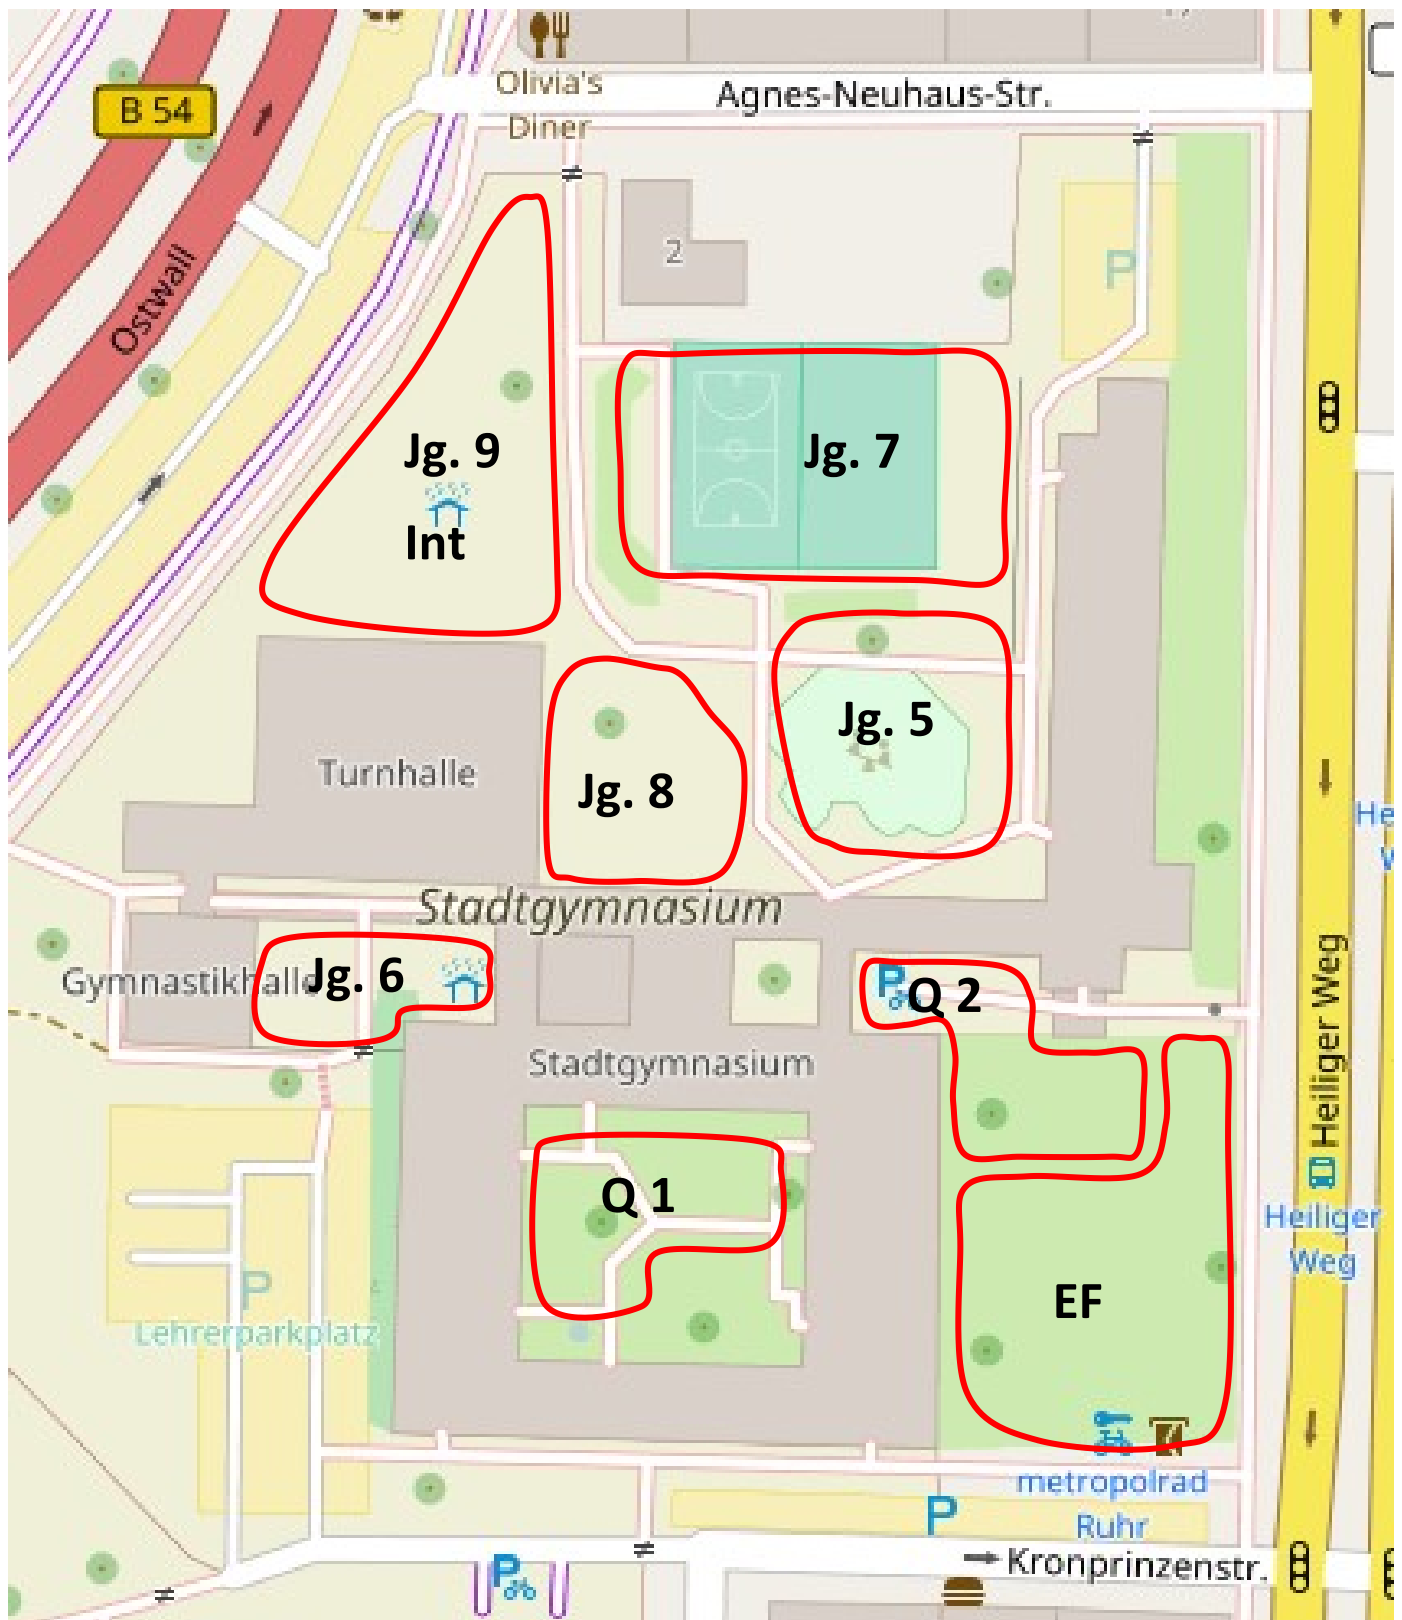 Olivia's
Diner
Agnes-Neuhaus-Str.
B 54
Ostwall
2
P
Jg. 9
Int
Jg. 7
Jg. 5
Turnhalle
Jg. 8
Stadtgymnasium
Gymnastikhalle
Jg. 6
P
Q 2
Heiliger Weg
Stadtgymnasium
Q 1
Heiliger
Weg
P
Lehrerparkplatz
EF
metropolrad
Ruhr
P
Kronprinzenstr.
P